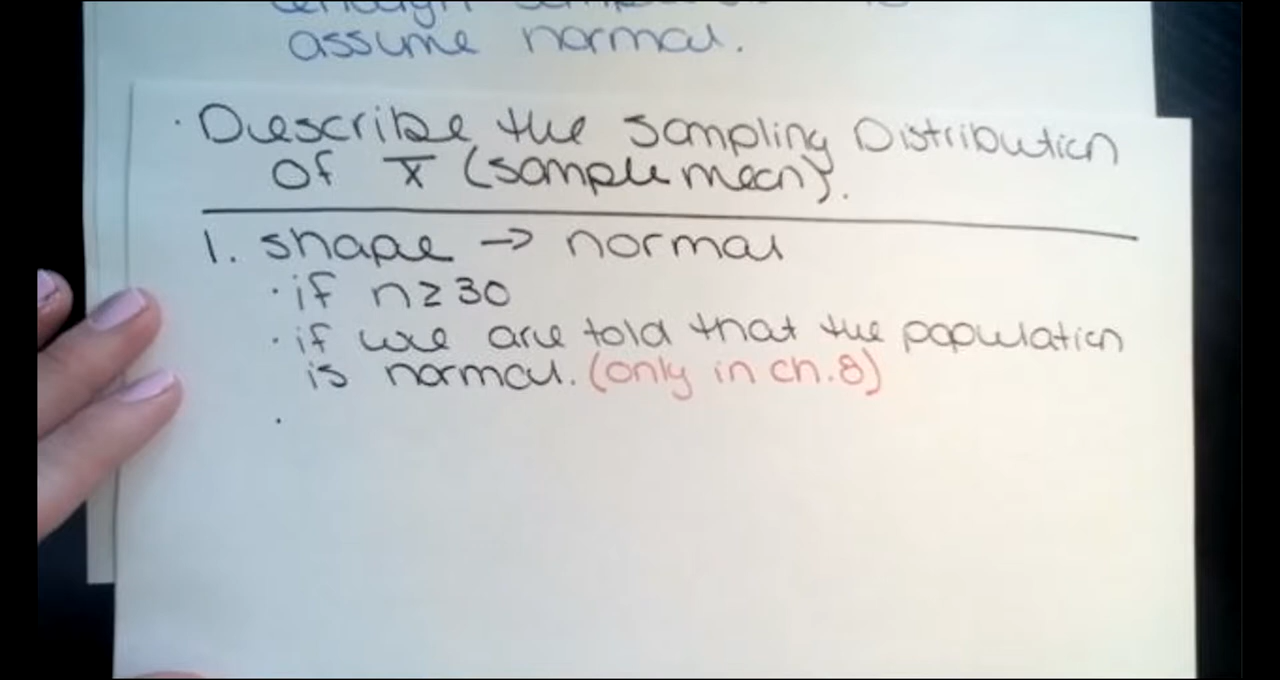 assume normal.
· Describe the Sampling Distribution
of x̅ (sample mean).
1. shape → normal
· if n ≥ 30
· if we are told that the population
is normal. (only in ch.8)
·